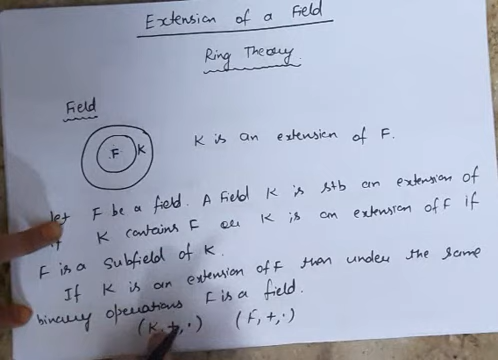 Extension of a Field
Ring Theory.
Field
F K
K is an extension of F.
Let F be a field. A Field K is stb an extension of
if K contains F or K is an extension of F if
F is a Subfield of K.
If K is an extension of F then under the same
binary operations F is a field.
(K, +, ·) (F, +, ·)